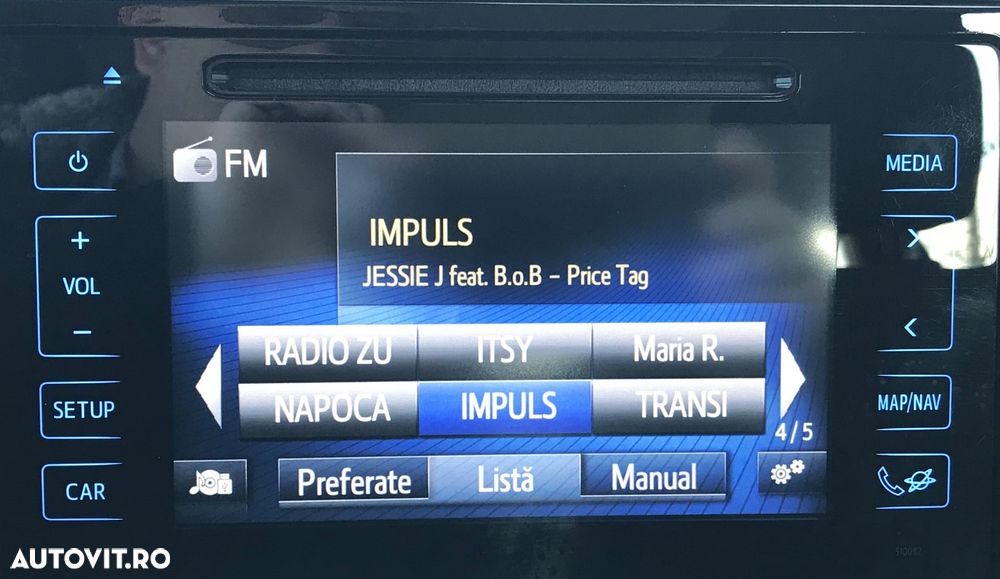 FM
MEDIA
IMPULS
+
VOL
−
JESSIE J feat. B.o.B – Price Tag
RADIO ZU
ITSY
Maria R.
NAPOCA
IMPULS
TRANSI
4/5
SETUP
MAP/NAV
CAR
Preferate
Listă
Manual
510082
AUTOVIT.RO